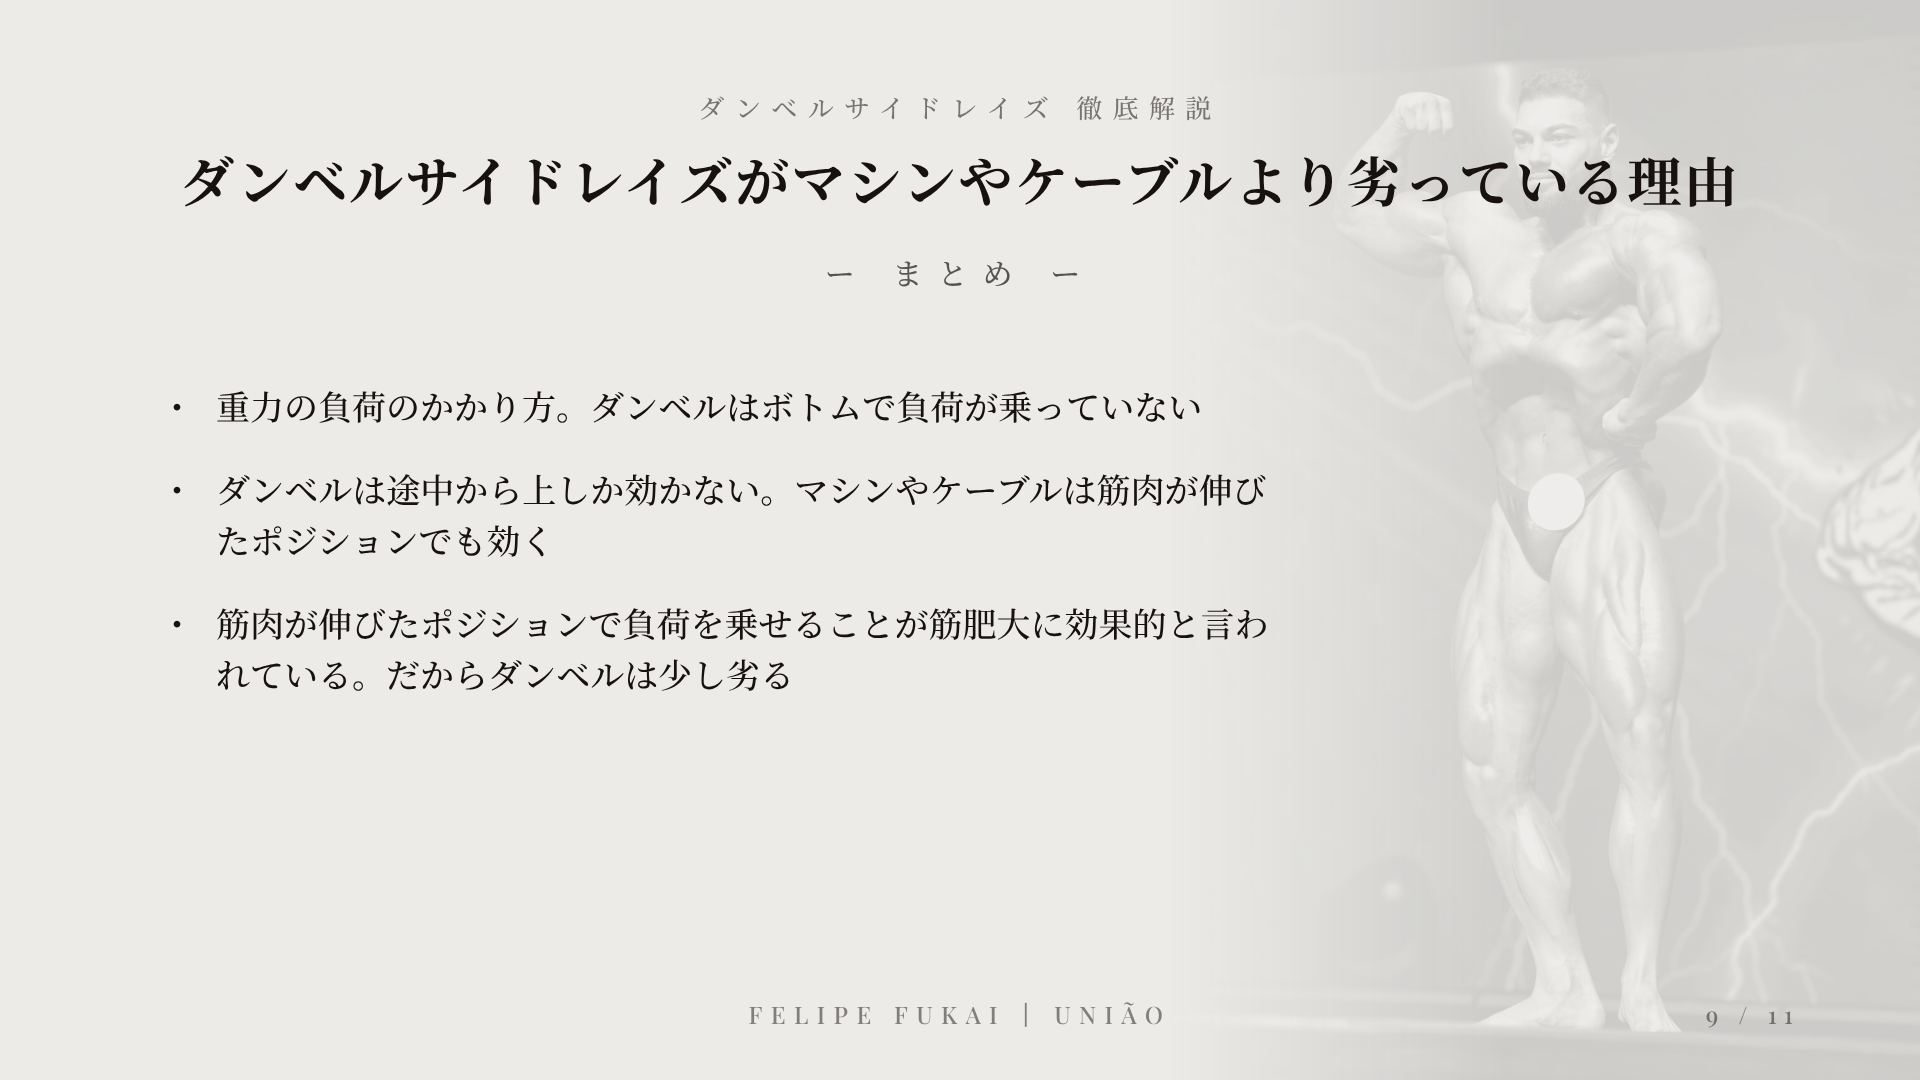 ダンベルサイドレイズ 徹底解説
ダンベルサイドレイズがマシンやケーブルより劣っている理由
ー まとめ ー
・ 重力の負荷のかかり方。ダンベルはボトムで負荷が乗っていない
・ ダンベルは途中から上しか効かない。マシンやケーブルは筋肉が伸び
たポジションでも効く
・ 筋肉が伸びたポジションで負荷を乗せることが筋肥大に効果的と言わ
れている。だからダンベルは少し劣る
FELIPE FUKAI | UNIÃO
9 / 11